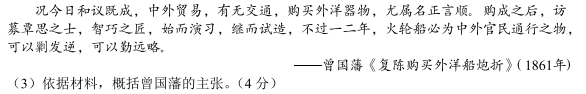 况今日和议既成，中外贸易，有无交通，购买外洋器物，尤属名正言顺。购成之后，访
募覃思之士，智巧之匠，始而演习，继而试造，不过一二年，火轮船必为中外官民通行之物，
可以剿发逆，可以勤远略。
——曾国藩《复陈购买外洋船炮折》（1861年）
（3）依据材料，概括曾国藩的主张。（4 分）